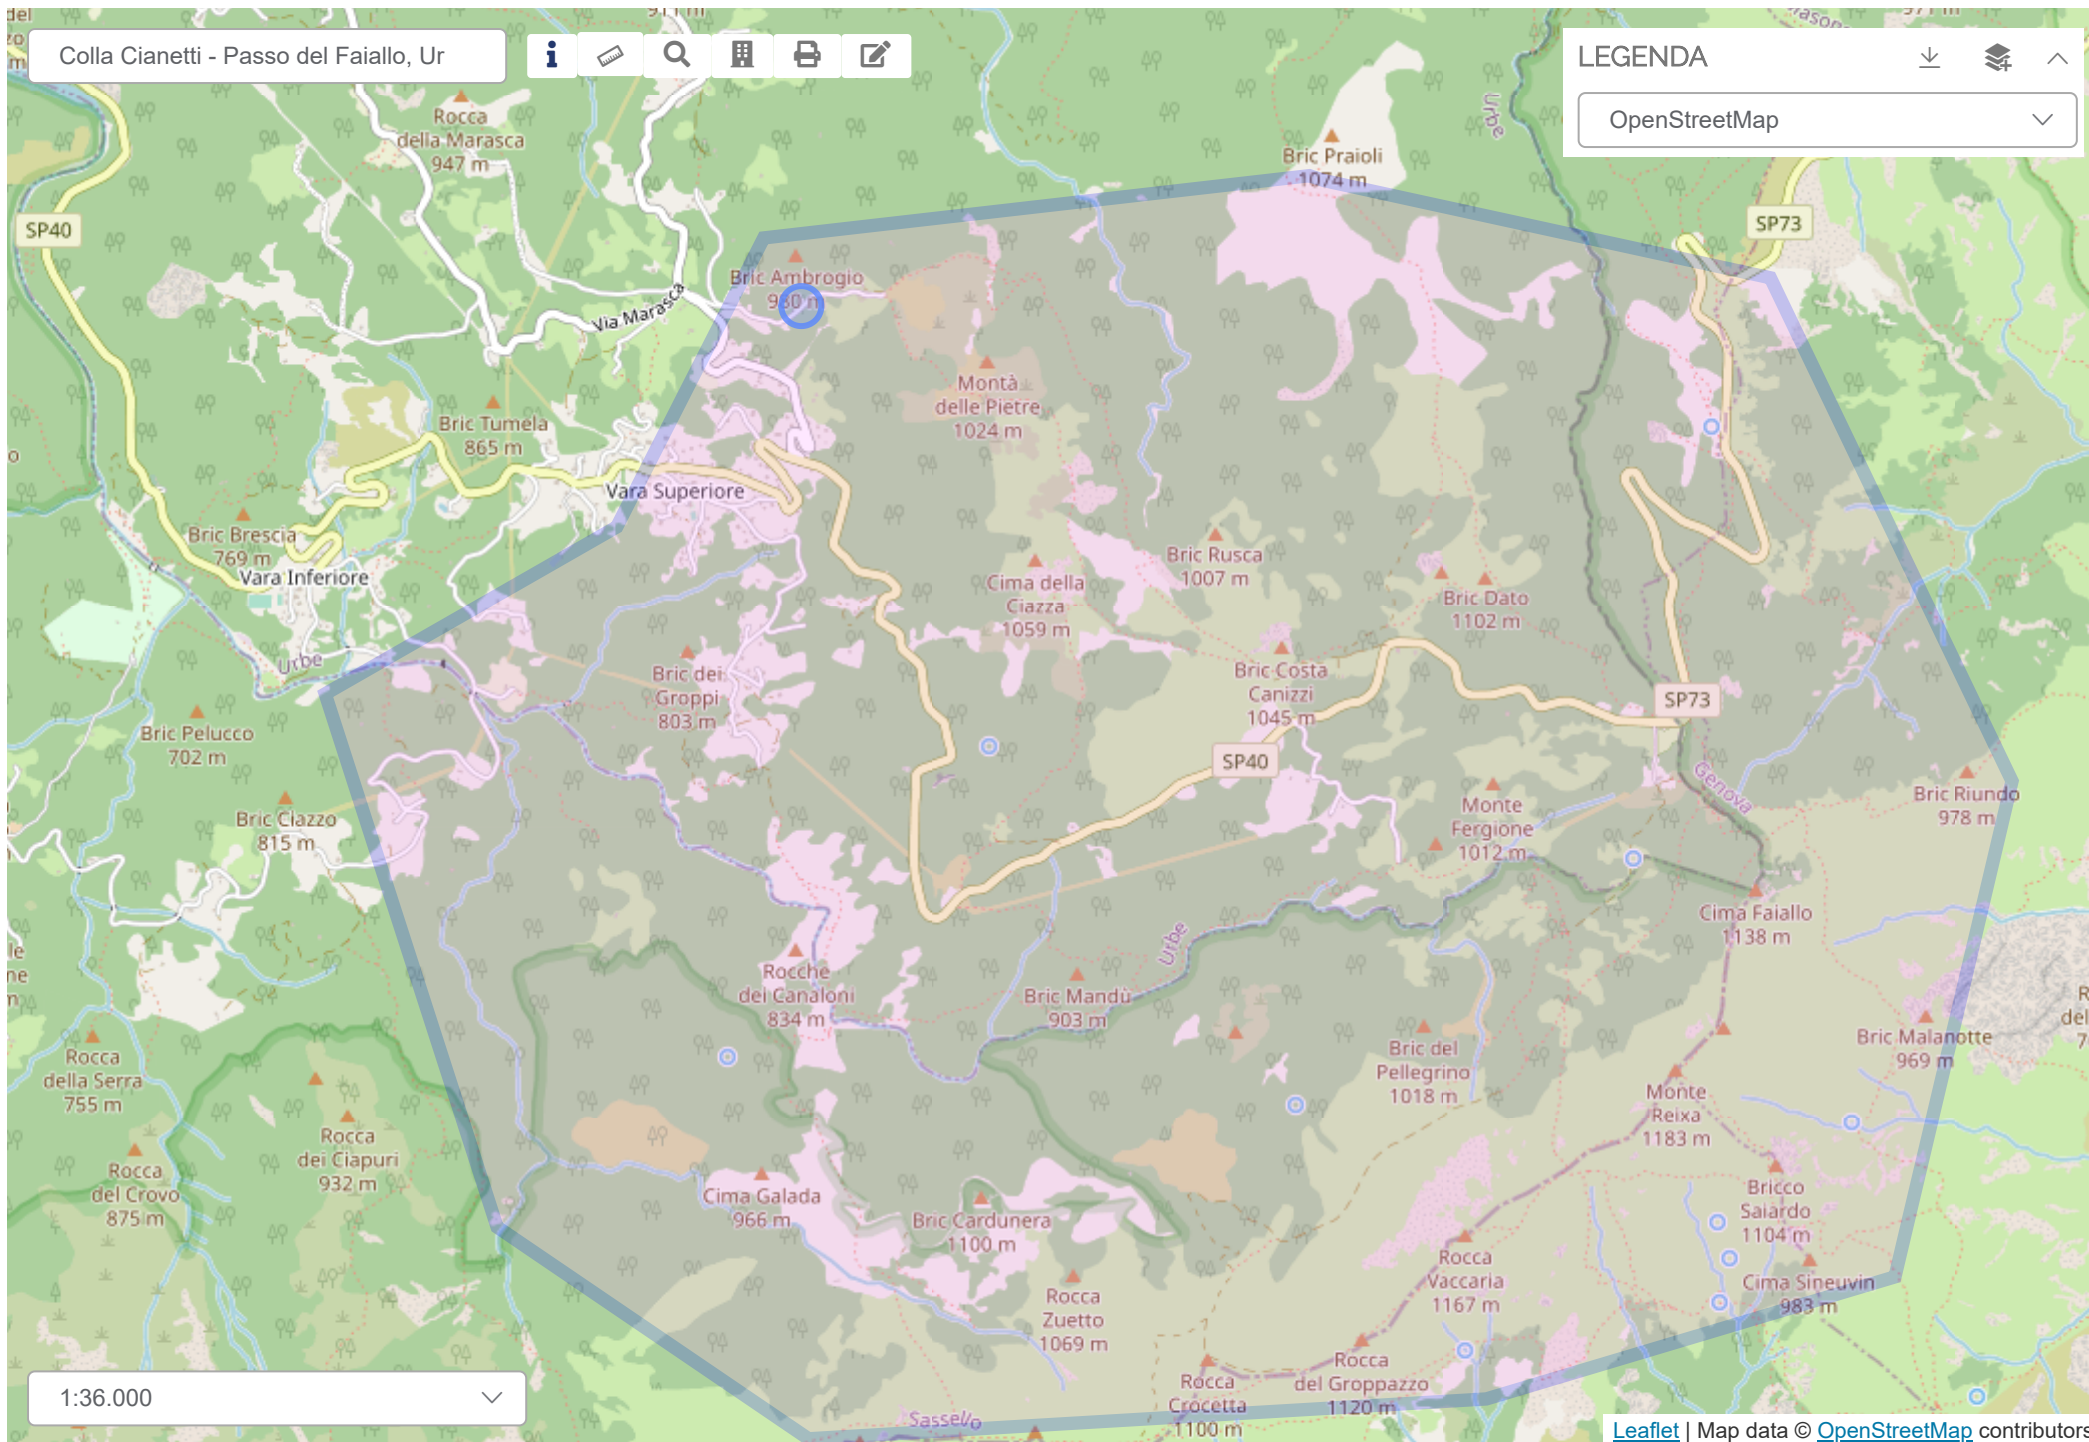 Colla Cianetti - Passo del Faiallo, Ur
LEGENDA
OpenStreetMap
Rocca
della Marasca
947 m
Bric Praioli
1074 m
Urbe
SP40
SP73
Bric Ambrogio
930 m
Via Marasca
Montà
delle Pietre
1024 m
Bric Tumela
865 m
Vara Superiore
Bric Brescia
769 m
Vara Inferiore
Bric Rusca
1007 m
Cima della
Ciazza
1059 m
Bric Dato
1102 m
Urbe
Bric dei
Groppi
803 m
Bric Costa
Canizzi
1045 m
SP73
Bric Pelucco
702 m
SP40
Genova
Bric Riundo
978 m
Bric Ciazzo
815 m
Monte
Fergione
1012 m
Cima Faiallo
1138 m
Urbe
Rocche
dei Canaloni
834 m
Bric Mandù
903 m
Bric del
Pellegrino
1018 m
Bric Malanotte
969 m
Rocca
della Serra
755 m
Monte
Reixa
1183 m
Rocca
dei Ciapuri
932 m
Rocca
del Crovo
875 m
Cima Galada
966 m
Bric Cardunera
1100 m
Bricco
Saiardo
1104 m
Rocca
Vaccaria
1167 m
Cima Sineuvin
983 m
Rocca
Zuetto
1069 m
Rocca
del Groppazzo
1120 m
Rocca
Crocetta
1100 m
Sassello
1:36.000
Leaflet | Map data © OpenStreetMap contributors